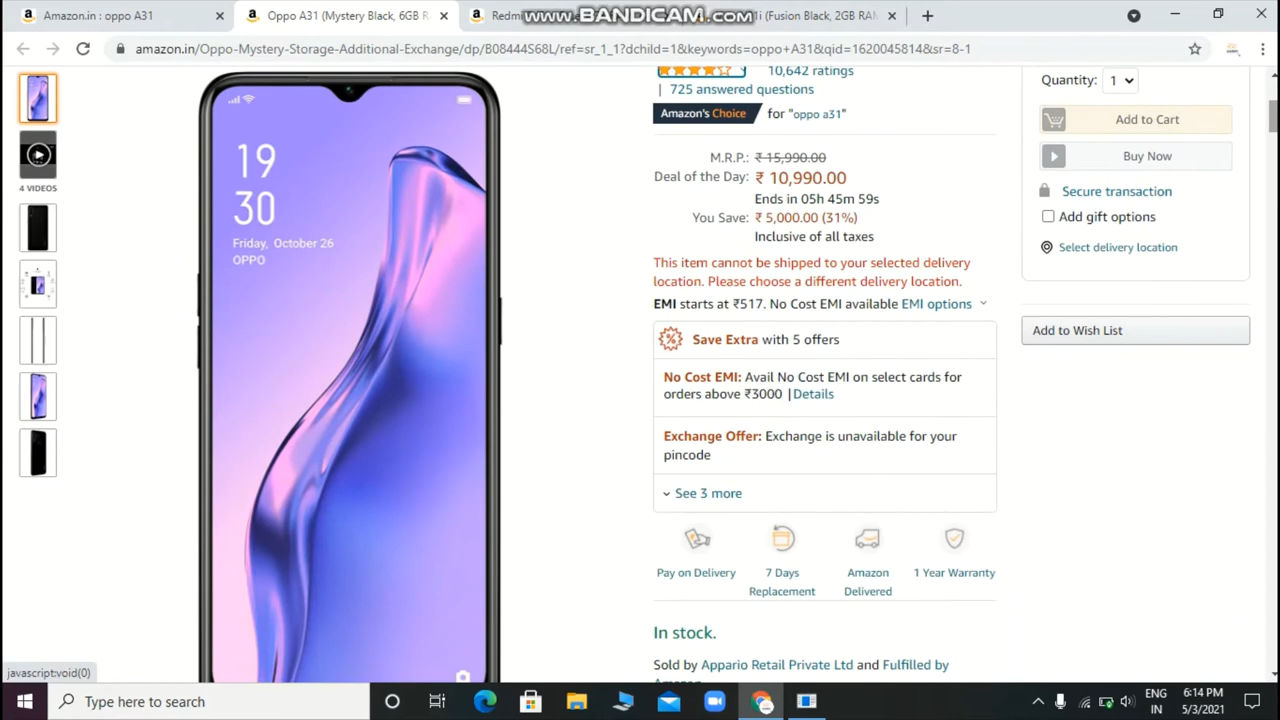 Amazon.in : oppo A31
Oppo A31 (Mystery Black, 6GB R
Redm
i (Fusion Black, 2GB RAM
www.BANDICAM.com
amazon.in/Oppo-Mystery-Storage-Additional-Exchange/dp/B08444S68L/ref=sr_1_1?dchild=1&keywords=oppo+A31&qid=1620045814&sr=8-1
4 VIDEOS
19
30
Friday, October 26
OPPO
10,642 ratings
| 725 answered questions
Amazon's Choice for "oppo a31"
M.R.P.: ₹ 15,990.00
Deal of the Day: ₹ 10,990.00
Ends in 05h 45m 59s
You Save: ₹ 5,000.00 (31%)
Inclusive of all taxes
This item cannot be shipped to your selected delivery
location. Please choose a different delivery location.
EMI starts at ₹517. No Cost EMI available EMI options
Save Extra with 5 offers
No Cost EMI: Avail No Cost EMI on select cards for
orders above ₹3000 |Details
Exchange Offer: Exchange is unavailable for your
pincode
See 3 more
Pay on Delivery
7 Days
Replacement
Amazon
Delivered
1 Year Warranty
In stock.
Sold by Appario Retail Private Ltd and Fulfilled by
Quantity: 1
Add to Cart
Buy Now
Secure transaction
Add gift options
Select delivery location
Add to Wish List
javascript:void(0)
Type here to search
ENG
IN
6:14 PM
5/3/2021